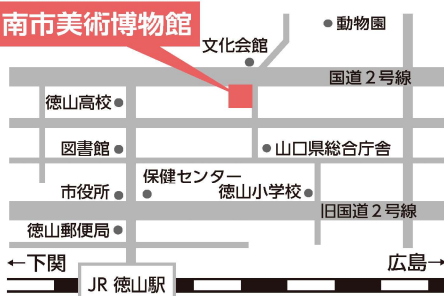 南市美術博物館
動物園
文化会館
国道２号線
徳山高校
図書館
山口県総合庁舎
保健センター
市役所
徳山小学校
旧国道２号線
徳山郵便局
←下関
広島→
JR 徳山駅